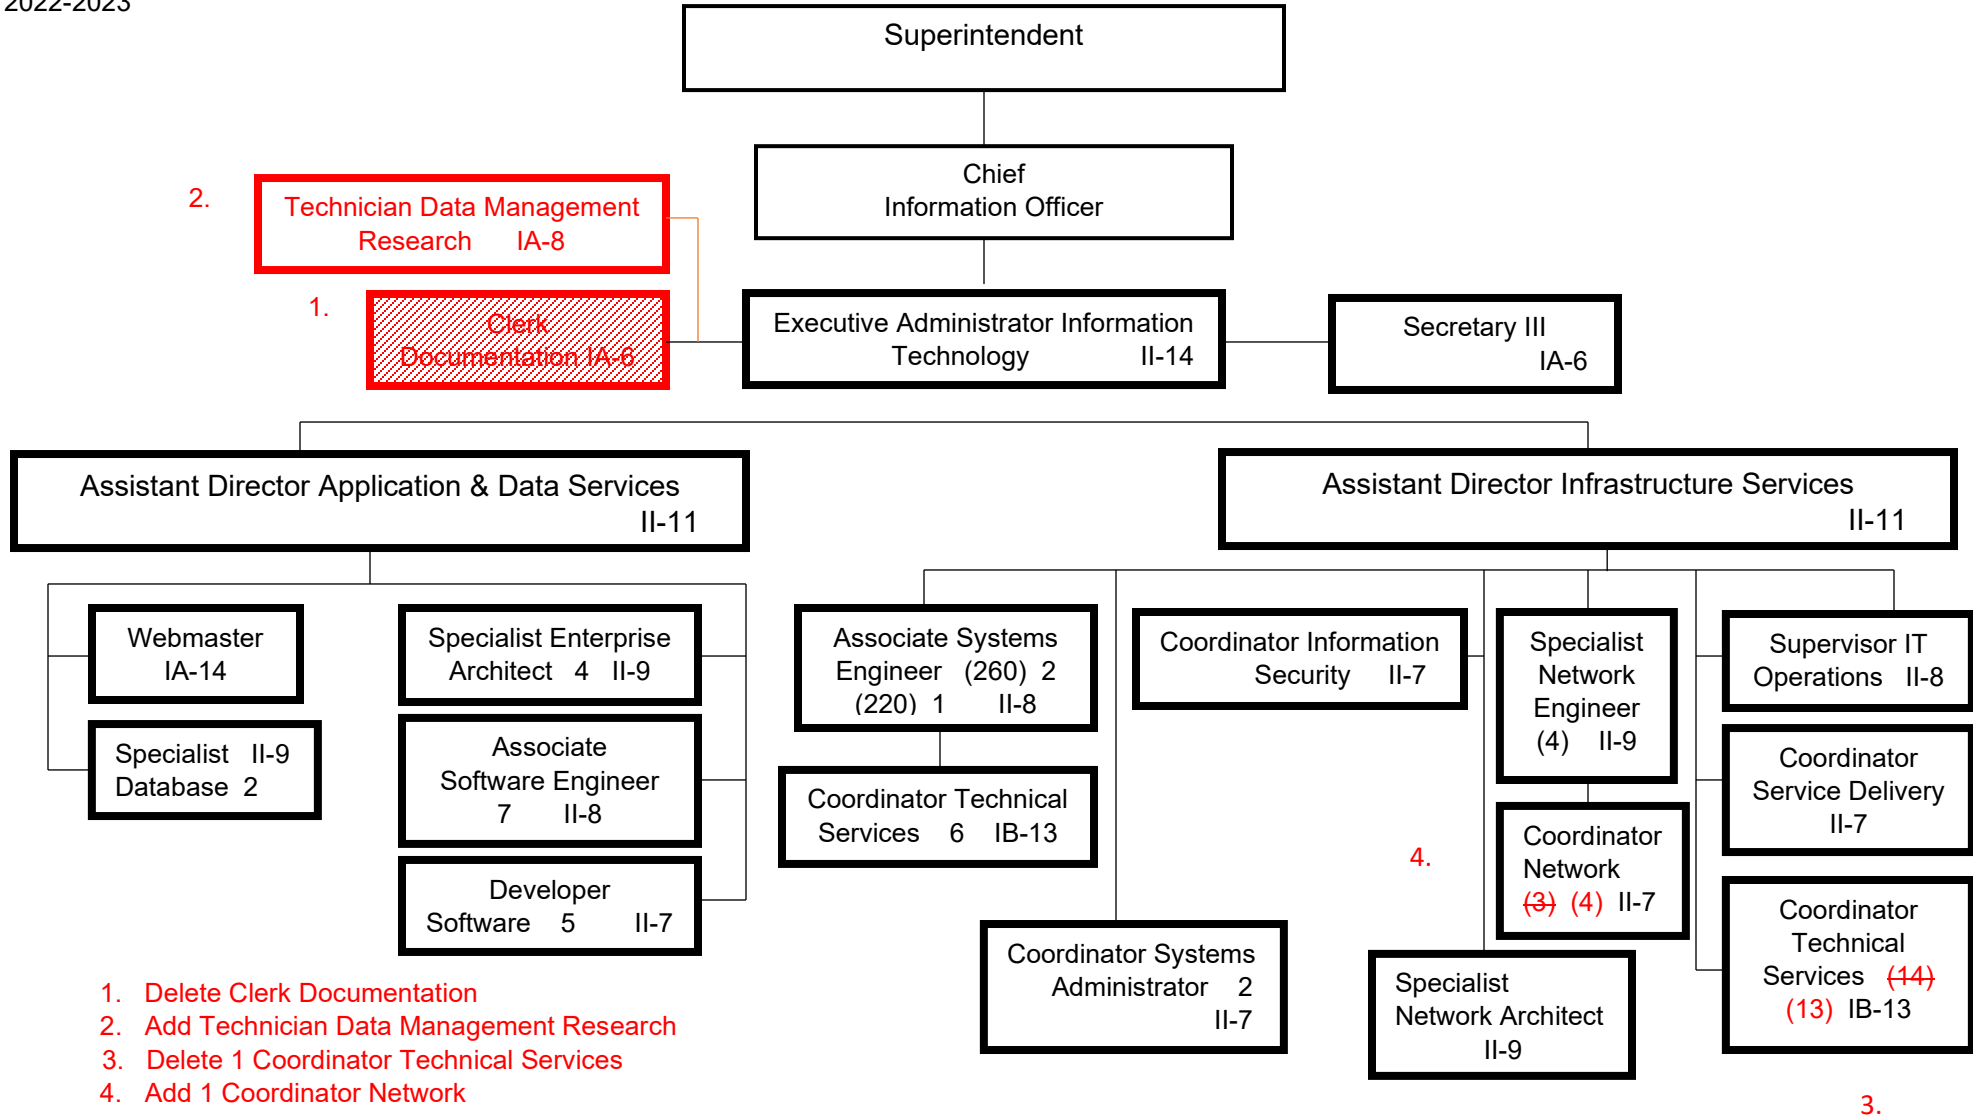 2022-2023
Superintendent
Chief
Information Officer
2.
Technician Data Management
Research IA-8
1.
Clerk
Documentation IA-6
Executive Administrator Information
Technology II-14
Secretary III
IA-6
Assistant Director Application & Data Services
II-11
Assistant Director Infrastructure Services
II-11
Webmaster
IA-14
Specialist II-9
Database 2
Specialist Enterprise
Architect 4 II-9
Associate
Software Engineer
7 II-8
Developer
Software 5 II-7
Associate Systems
Engineer (260) 2
(220) 1 II-8
Coordinator Technical
Services 6 IB-13
Coordinator Systems
Administrator 2
II-7
Coordinator Information
Security II-7
Specialist
Network
Engineer
(4) II-9
4.
Coordinator
Network
(3) (4) II-7
Specialist
Network Architect
II-9
Supervisor IT
Operations II-8
Coordinator
Service Delivery
II-7
Coordinator
Technical
Services (14)
(13) IB-13
3.
1. Delete Clerk Documentation
2. Add Technician Data Management Research
3. Delete 1 Coordinator Technical Services
4. Add 1 Coordinator Network